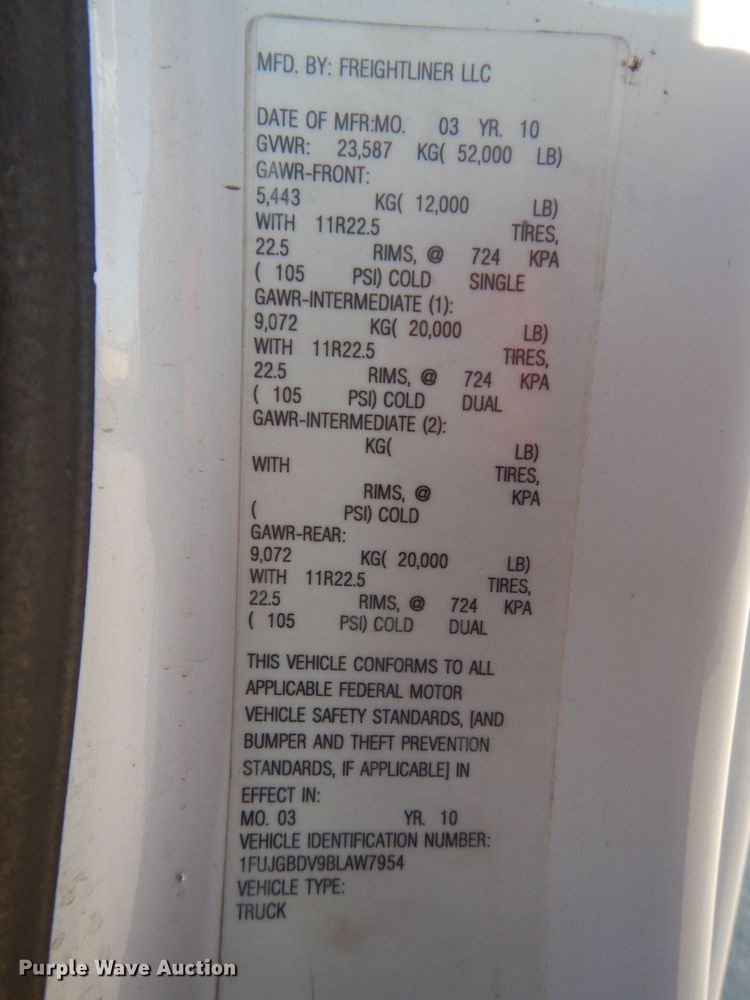 MFD. BY: FREIGHTLINER LLC
DATE OF MFR:MO. 03 YR. 10
GVWR: 23,587 KG( 52,000 LB)
GAWR-FRONT:
5,443 KG( 12,000 LB)
WITH 11R22.5 TIRES,
22.5 RIMS, @ 724 KPA
( 105 PSI) COLD SINGLE
GAWR-INTERMEDIATE (1):
9,072 KG( 20,000 LB)
WITH 11R22.5 TIRES,
22.5 RIMS, @ 724 KPA
( 105 PSI) COLD DUAL
GAWR-INTERMEDIATE (2):
KG( LB)
WITH TIRES,
RIMS, @ KPA
( PSI) COLD
GAWR-REAR:
9,072 KG( 20,000 LB)
WITH 11R22.5 TIRES,
22.5 RIMS, @ 724 KPA
( 105 PSI) COLD DUAL
THIS VEHICLE CONFORMS TO ALL
APPLICABLE FEDERAL MOTOR
VEHICLE SAFETY STANDARDS, [AND
BUMPER AND THEFT PREVENTION
STANDARDS, IF APPLICABLE] IN
EFFECT IN:
MO. 03 YR. 10
VEHICLE IDENTIFICATION NUMBER:
1FUJGBDV9BLAW7954
VEHICLE TYPE:
TRUCK
Purple Wave Auction